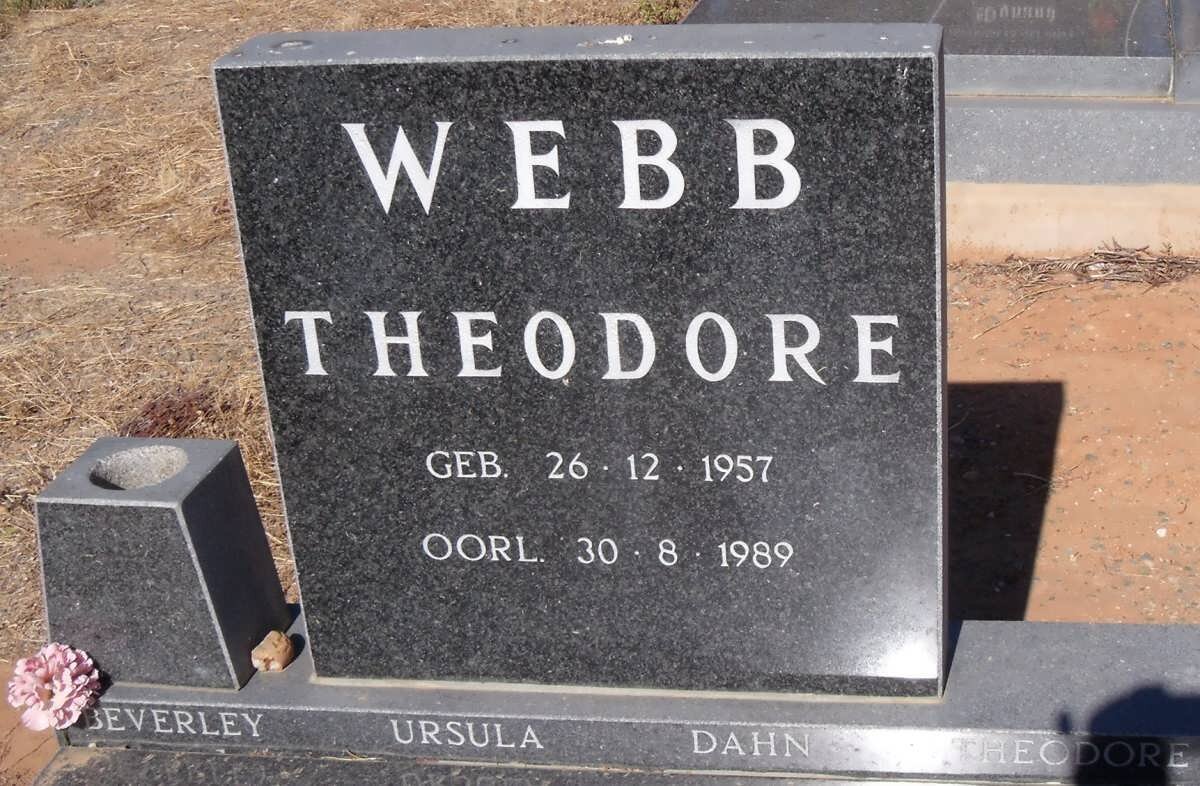 WEBB
THEODORE
GEB. 26 · 12 · 1957
OORL. 30 · 8 · 1989
BEVERLEY URSULA DAHN THEODORE